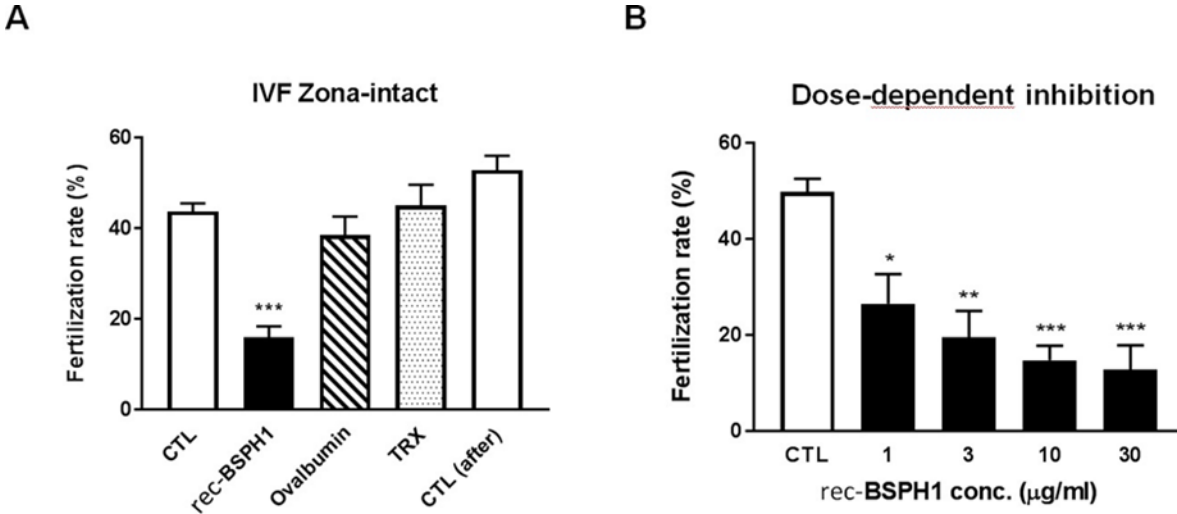 A
IVF Zona-intact
Fertilization rate (%)
60
40
20
0
***
CTL
rec-BSPH1
Ovalbumin
TRX
CTL (after)
B
Dose-dependent inhibition
Fertilization rate (%)
60
40
20
0
*
**
***
***
CTL 1 3 10 30
rec-BSPH1 conc. (μg/ml)